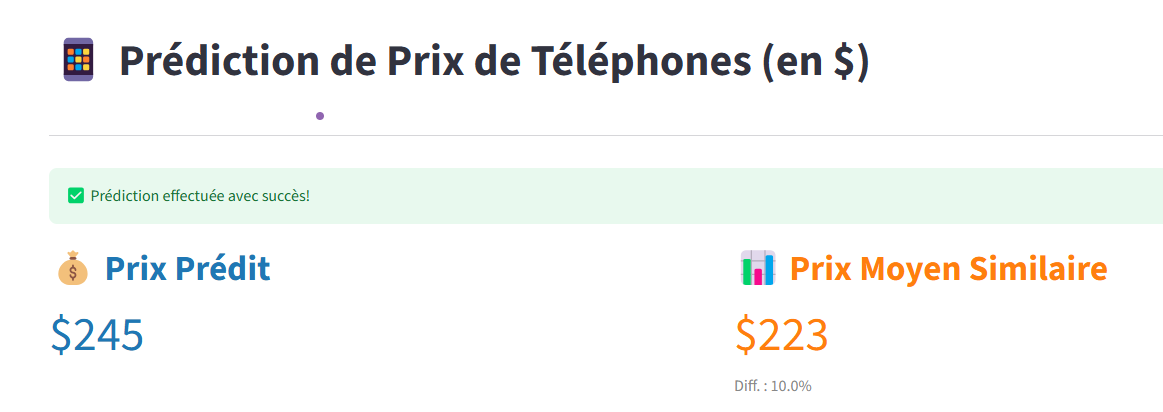 Prédiction de Prix de Téléphones (en $)
Prédiction effectuée avec succès!
Prix Prédit
$245
Prix Moyen Similaire
$223
Diff. : 10.0%